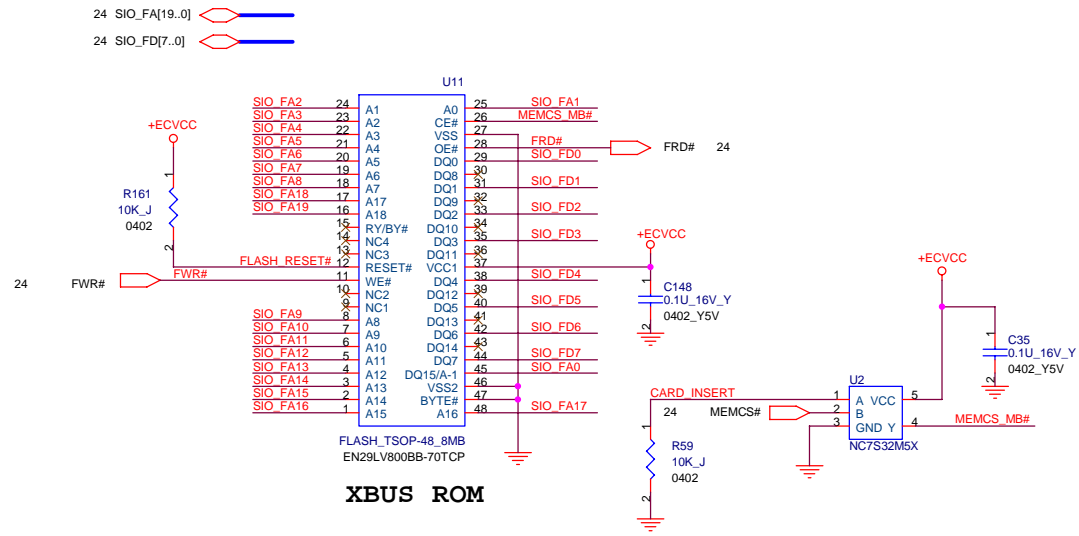 24 SIO_FA[19..0]
24 SIO_FD[7..0]
U11
SIO_FA2 24 A1 A0 25 SIO_FA1
SIO_FA3 23 A2 CE# 26 MEMCS_MB#
SIO_FA4 22 A3 VSS 27
SIO_FA5 21 A4 OE# 28 FRD# FRD# 24
SIO_FA6 20 A5 DQ0 29 SIO_FD0
SIO_FA7 19 A6 DQ8 30
SIO_FA8 18 A7 DQ1 31 SIO_FD1
SIO_FA18 17 A17 DQ9 32
SIO_FA19 16 A18 DQ2 33 SIO_FD2
15 RY/BY# DQ10 34
14 NC4 DQ3 35 SIO_FD3
13 NC3 DQ11 36
FLASH_RESET# 12 RESET# VCC1 37
24 FWR# FWR# 11 WE# DQ4 38 SIO_FD4
10 NC2 DQ12 39
9 NC1 DQ5 40 SIO_FD5
SIO_FA9 8 A8 DQ13 41
SIO_FA10 7 A9 DQ6 42 SIO_FD6
SIO_FA11 6 A10 DQ14 43
SIO_FA12 5 A11 DQ7 44 SIO_FD7
SIO_FA13 4 A12 DQ15/A-1 45 SIO_FA0
SIO_FA14 3 A13 VSS2 46
SIO_FA15 2 A14 BYTE# 47
SIO_FA16 1 A15 A16 48 SIO_FA17
FLASH_TSOP-48_8MB
EN29LV800BB-70TCP
XBUS ROM
+ECVCC
1
R161
10K_J
0402
2
+ECVCC
1
C148
0.1U_16V_Y
0402_Y5V
2
+ECVCC
1
C35
0.1U_16V_Y
0402_Y5V
2
U2
CARD_INSERT 1 A VCC 5
24 MEMCS# 2 B
3 GND Y 4 MEMCS_MB#
NC7S32M5X
1
R59
10K_J
0402
2